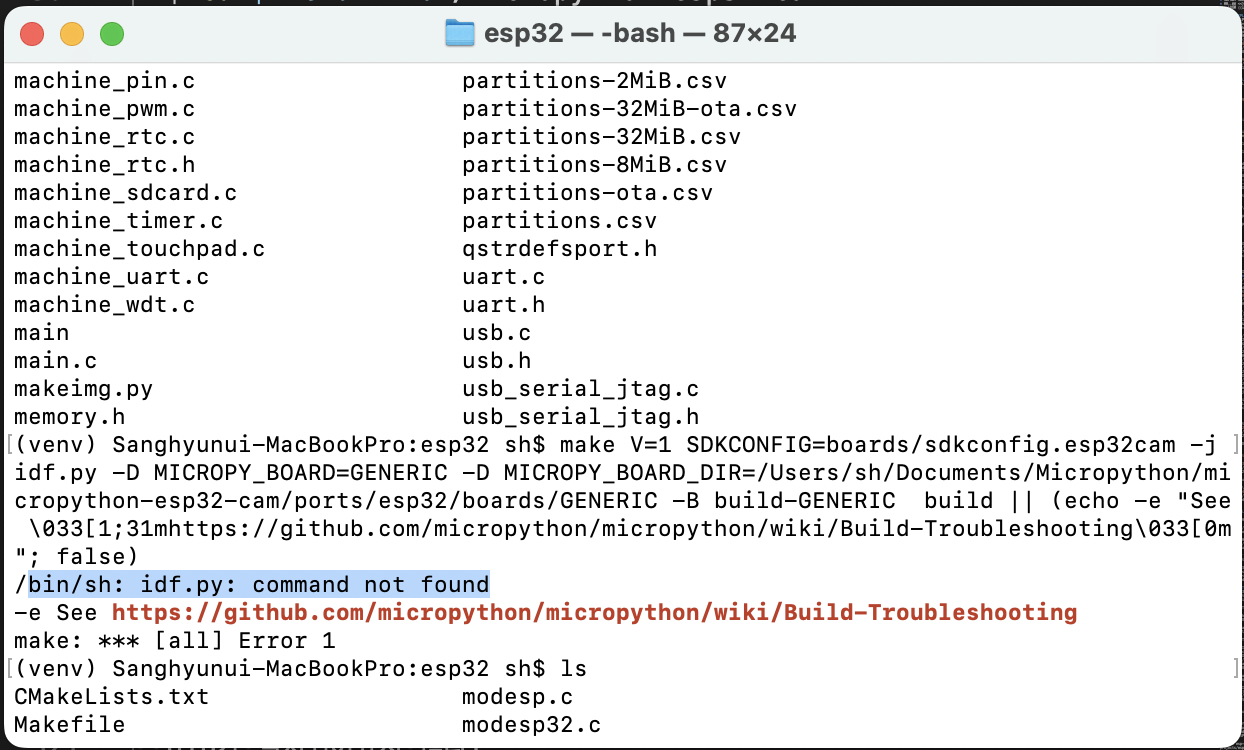 esp32 — -bash — 87×24
machine_pin.c partitions-2MiB.csv
machine_pwm.c partitions-32MiB-ota.csv
machine_rtc.c partitions-32MiB.csv
machine_rtc.h partitions-8MiB.csv
machine_sdcard.c partitions-ota.csv
machine_timer.c partitions.csv
machine_touchpad.c qstrdefsport.h
machine_uart.c uart.c
machine_wdt.c uart.h
main usb.c
main.c usb.h
makeimg.py usb_serial_jtag.c
memory.h usb_serial_jtag.h
[(venv) Sanghyunui-MacBookPro:esp32 sh$ make V=1 SDKCONFIG=boards/sdkconfig.esp32cam -j ]
idf.py -D MICROPY_BOARD=GENERIC -D MICROPY_BOARD_DIR=/Users/sh/Documents/Micropython/mi
cropython-esp32-cam/ports/esp32/boards/GENERIC -B build-GENERIC  build || (echo -e "See
 \033[1;31mhttps://github.com/micropython/micropython/wiki/Build-Troubleshooting\033[0m
"; false)
/bin/sh: idf.py: command not found
-e See https://github.com/micropython/micropython/wiki/Build-Troubleshooting
make: *** [all] Error 1
[(venv) Sanghyunui-MacBookPro:esp32 sh$ ls ]
CMakeLists.txt modesp.c
Makefile modesp32.c